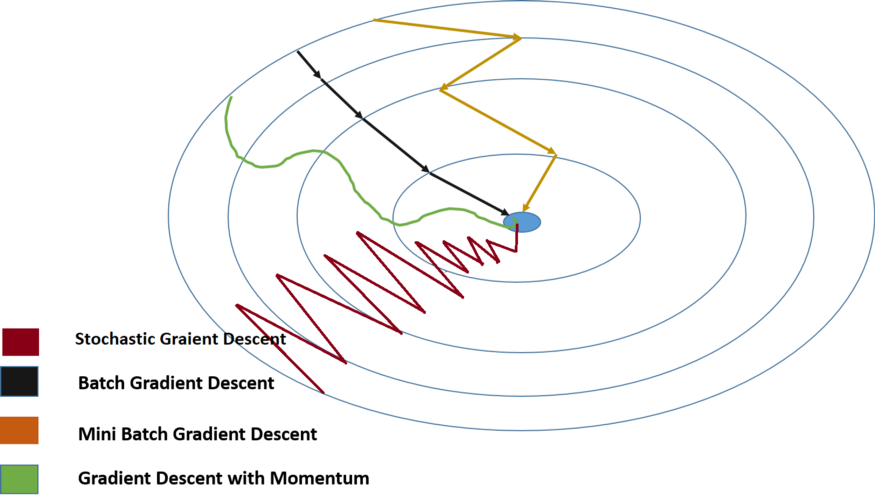 Stochastic Graient Descent
Batch Gradient Descent
Mini Batch Gradient Descent
Gradient Descent with Momentum